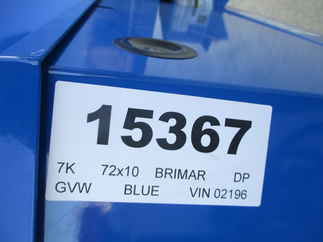 15367
7K 72x10 BRIMAR DP
GVW BLUE VIN 02196